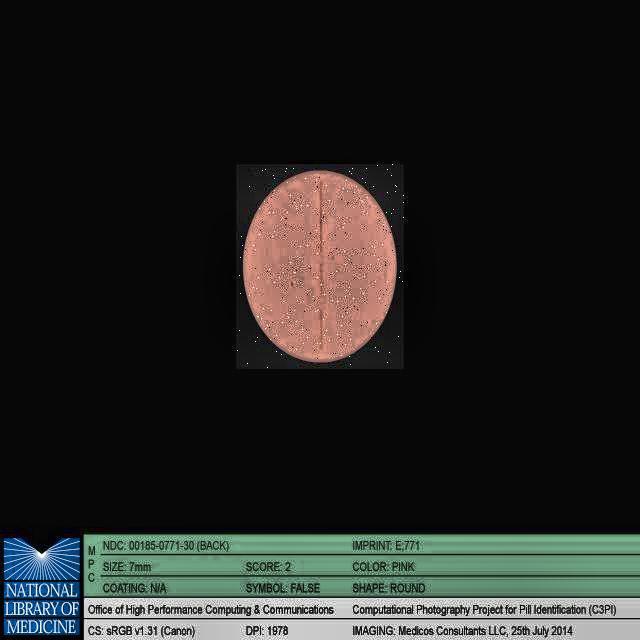 NDC: 00185-0771-30 (BACK) IMPRINT: E;771
MPC
SIZE: 7mm SCORE: 2 COLOR: PINK
COATING: N/A SYMBOL: FALSE SHAPE: ROUND
NATIONAL
LIBRARY OF
MEDICINE
Office of High Performance Computing & Communications Computational Photography Project for Pill Identification (C3PI)
CS: sRGB v1.31 (Canon) DPI: 1978 IMAGING: Medicos Consultants LLC, 25th July 2014